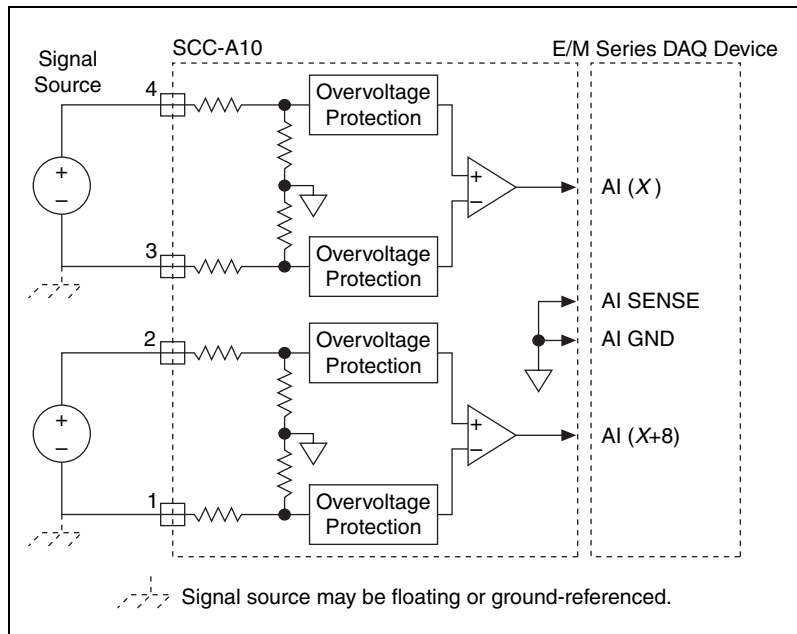 SCC-A10
E/M Series DAQ Device
Signal
Source
4
Overvoltage
Protection
+
−
+
−
AI (X)
3
Overvoltage
Protection
AI SENSE
AI GND
2
Overvoltage
Protection
+
−
+
−
AI (X+8)
1
Overvoltage
Protection
Signal source may be floating or ground-referenced.